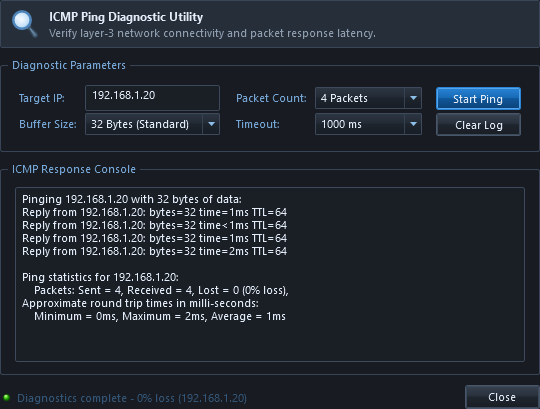 ICMP Ping Diagnostic Utility
Verify layer-3 network connectivity and packet response latency.
Diagnostic Parameters
Target IP: 192.168.1.20 Packet Count: 4 Packets Start Ping
Buffer Size: 32 Bytes (Standard) Timeout: 1000 ms Clear Log
ICMP Response Console
Pinging 192.168.1.20 with 32 bytes of data:
Reply from 192.168.1.20: bytes=32 time=1ms TTL=64
Reply from 192.168.1.20: bytes=32 time<1ms TTL=64
Reply from 192.168.1.20: bytes=32 time=1ms TTL=64
Reply from 192.168.1.20: bytes=32 time=2ms TTL=64
Ping statistics for 192.168.1.20:
Packets: Sent = 4, Received = 4, Lost = 0 (0% loss),
Approximate round trip times in milli-seconds:
Minimum = 0ms, Maximum = 2ms, Average = 1ms
Diagnostics complete - 0% loss (192.168.1.20) Close